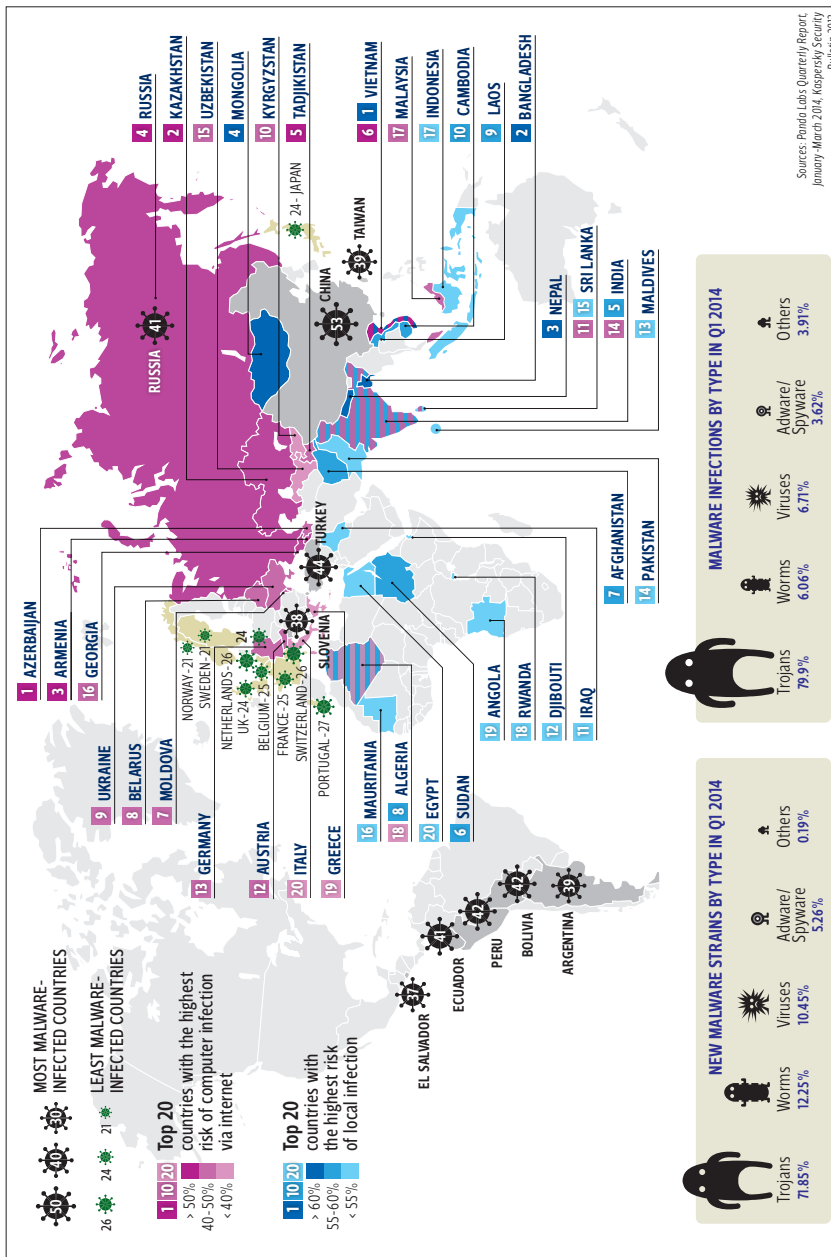 MOST MALWARE-
INFECTED COUNTRIES
50 40 30
LEAST MALWARE-
INFECTED COUNTRIES
26 24 21
1 10 20 Top 20
countries with the highest
risk of computer infection
via internet
> 50%
40-50%
< 40%
1 10 20 Top 20
countries with
the highest risk
of local infection
> 60%
55-60%
< 55%
1 AZERBAIJAN
3 ARMENIA
16 GEORGIA
9 UKRAINE
8 BELARUS
7 MOLDOVA
13 GERMANY
12 AUSTRIA
20 ITALY
19 GREECE
NORWAY-21
SWEDEN-21
NETHERLANDS-26
UK-24
24
BELGIUM-25
FRANCE-25
SWITZERLAND-26
PORTUGAL-27
38
SLOVENIA
44
TURKEY
RUSSIA
41
53
CHINA
39
TAIWAN
24-JAPAN
4 RUSSIA
2 KAZAKHSTAN
15 UZBEKISTAN
4 MONGOLIA
10 KYRGYZSTAN
5 TADJIKISTAN
6 1 VIETNAM
17 MALAYSIA
17 INDONESIA
10 CAMBODIA
9 LAOS
2 BANGLADESH
3 NEPAL
11 15 SRI LANKA
14 5 INDIA
13 MALDIVES
7 AFGHANISTAN
14 PAKISTAN
16 MAURITANIA
18 8 ALGERIA
20 EGYPT
6 SUDAN
19 ANGOLA
18 RWANDA
12 DJIBOUTI
11 IRAQ
37
EL SALVADOR
41
ECUADOR
42
PERU
42
BOLIVIA
39
ARGENTINA
NEW MALWARE STRAINS BY TYPE IN Q1 2014
Trojans
71.85%
Worms
12.25%
Viruses
10.45%
Adware/
Spyware
5.26%
Others
0.19%
MALWARE INFECTIONS BY TYPE IN Q1 2014
Trojans
79.9%
Worms
6.06%
Viruses
6.71%
Adware/
Spyware
3.62%
Others
3.91%
Sources: Panda Labs Quarterly Report,
January-March 2014, Kaspersky Security